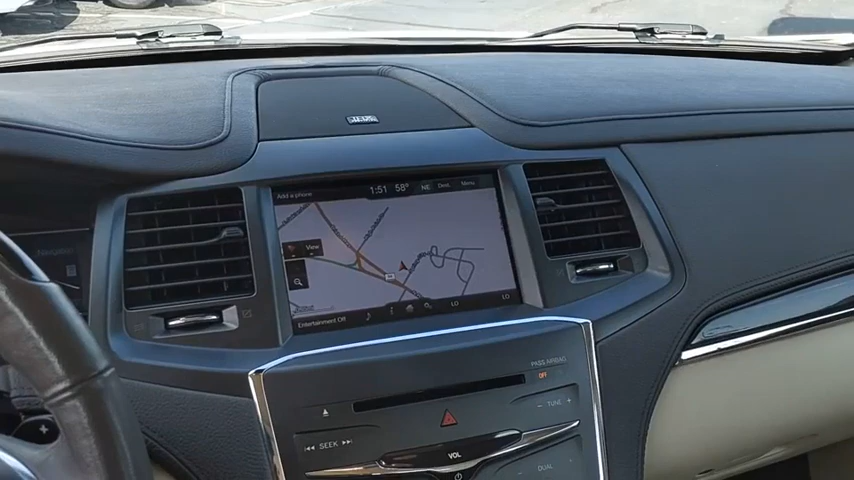 THX
Add a phone
1:51 58° NE Dest Menu
Navigation
View
Entertainment Off
LO
LO
PASS AIRBAG
OFF
TUNE
SEEK
VOL
DUAL